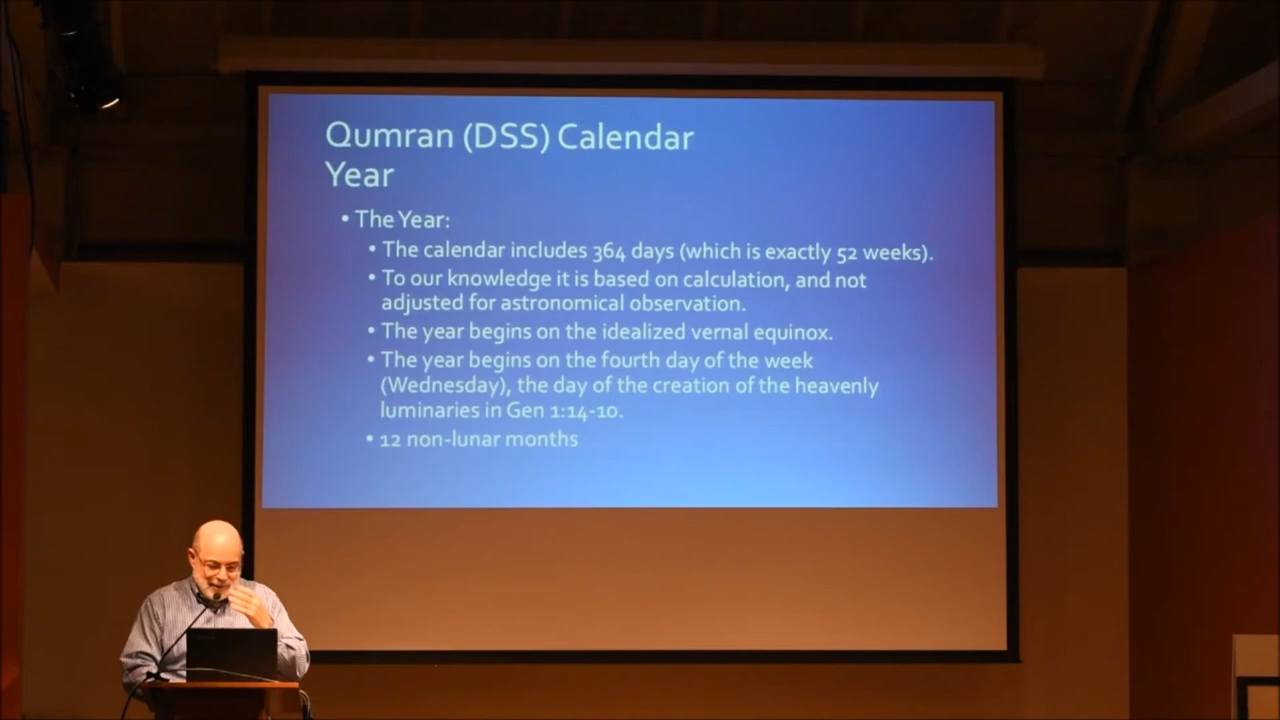 Qumran (DSS) Calendar
Year
• The Year:
• The calendar includes 364 days (which is exactly 52 weeks).
• To our knowledge it is based on calculation, and not
adjusted for astronomical observation.
• The year begins on the idealized vernal equinox.
• The year begins on the fourth day of the week
(Wednesday), the day of the creation of the heavenly
luminaries in Gen 1:14-10.
• 12 non-lunar months